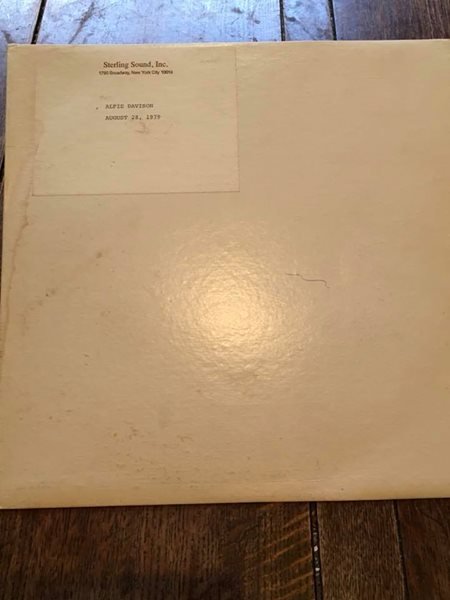 Sterling Sound, Inc.
1790 Broadway, New York City 10019
ALFIE DAVISON
AUGUST 28, 1979